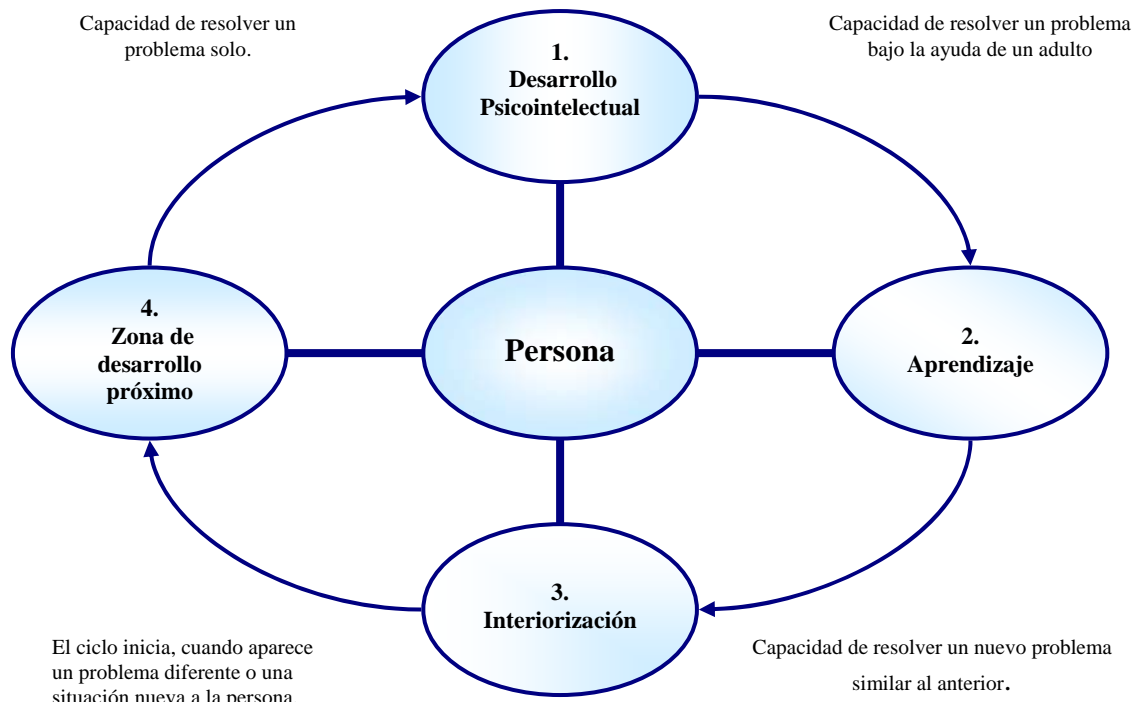 Capacidad de resolver un
problema solo.
Capacidad de resolver un problema
bajo la ayuda de un adulto
1.
Desarrollo
Psicointelectual
4.
Zona de
desarrollo
próximo
Persona
2.
Aprendizaje
3.
Interiorización
El ciclo inicia, cuando aparece
un problema diferente o una
situación nueva a la persona
Capacidad de resolver un nuevo problema
similar al anterior.